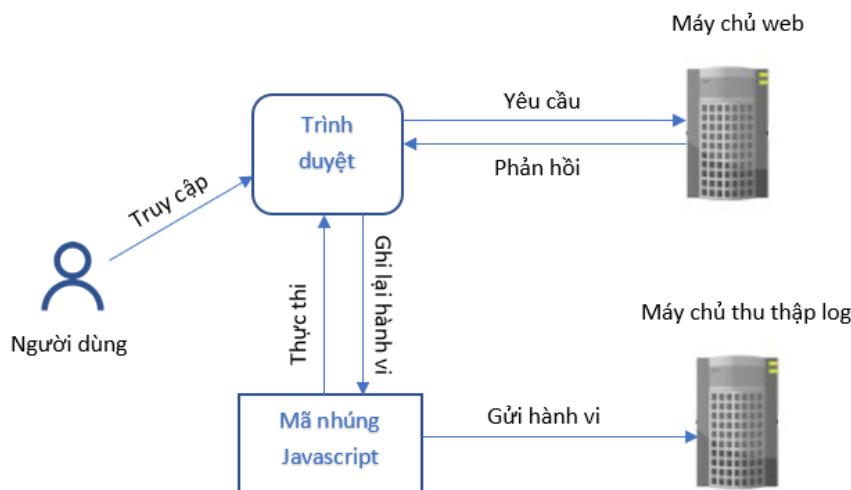 Máy chủ web
Yêu cầu
Trình
duyệt
Phản hồi
Truy cập
Ghi lại hành vi
Thực thi
Người dùng
Máy chủ thu thập log
Mã nhúng
Javascript
Gửi hành vi